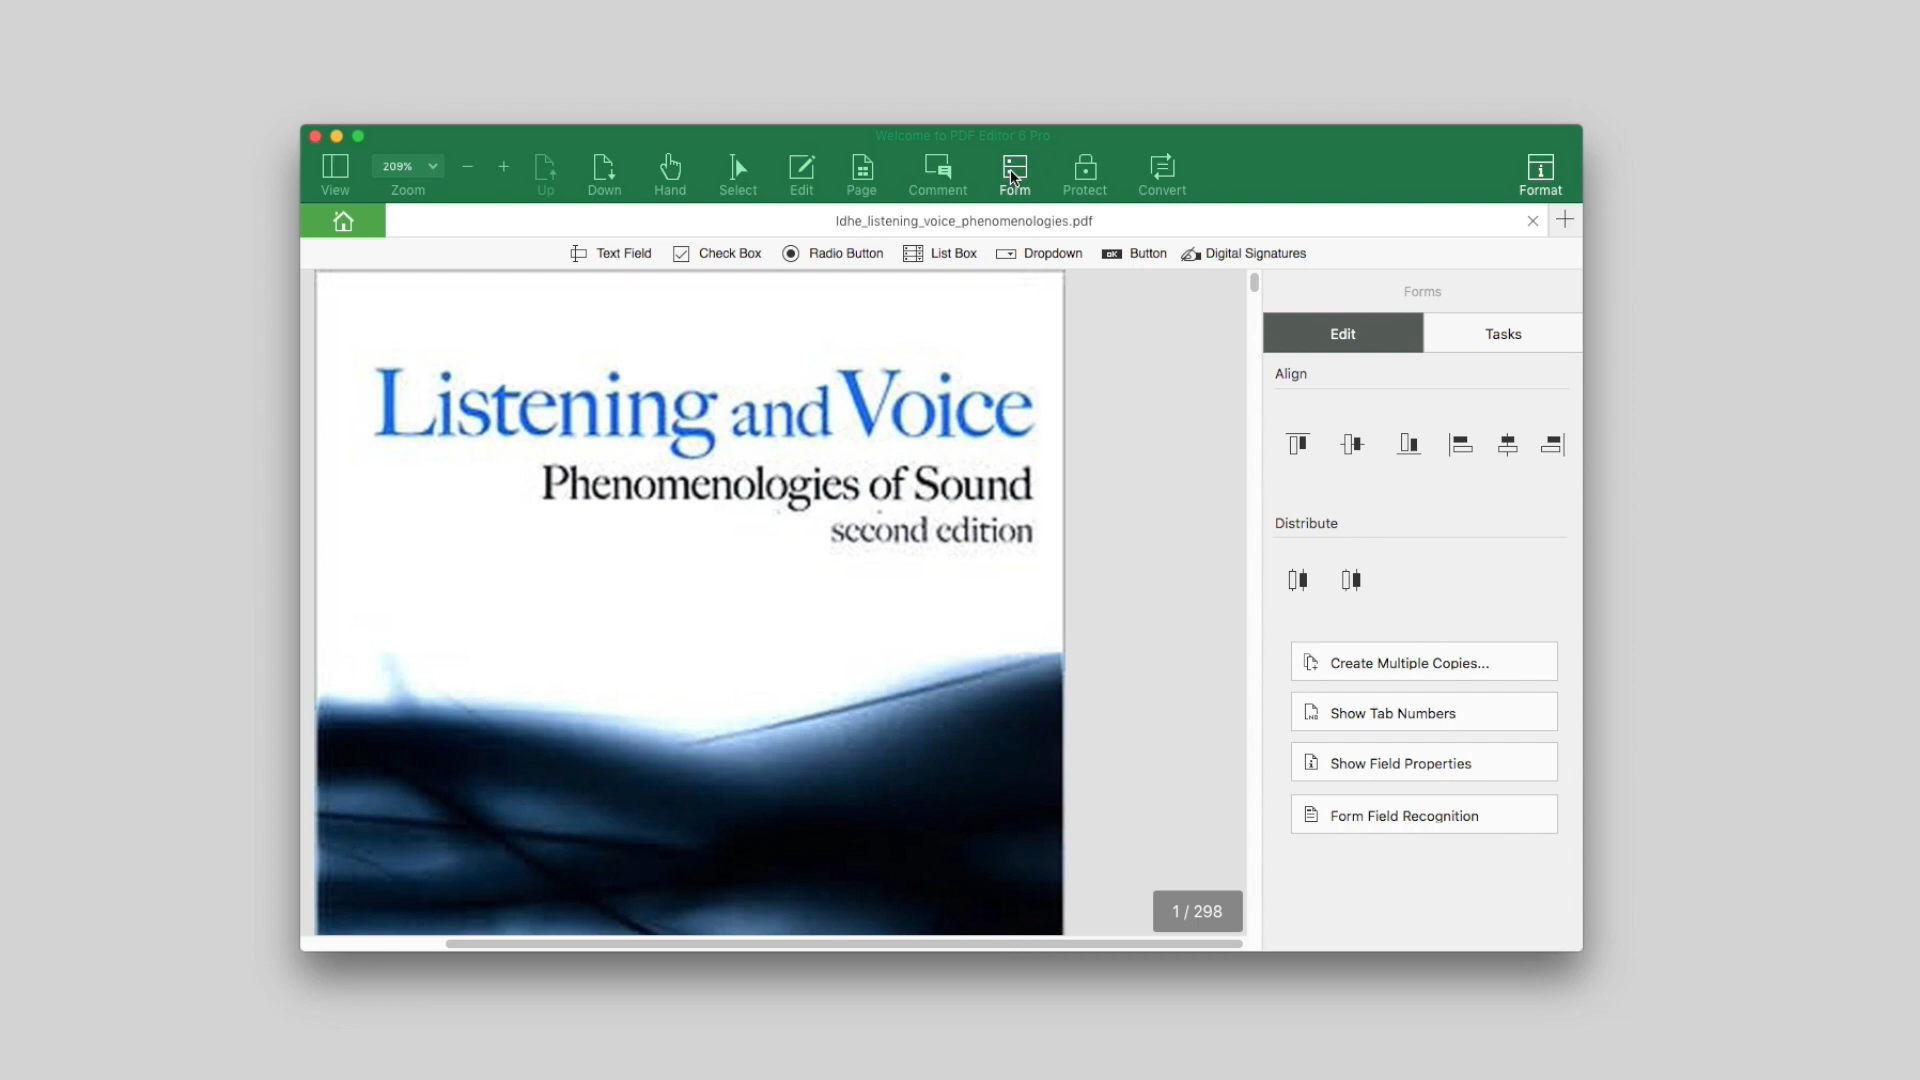 Welcome to PDF Editor 6 Pro
209%
View Zoom Up Down Hand Select Edit Page Comment Form Protect Convert Format
ldhe_listening_voice_phenomenologies.pdf
Text Field Check Box Radio Button List Box Dropdown OK Button Digital Signatures
Forms
Edit Tasks
Align
Distribute
Create Multiple Copies...
Show Tab Numbers
Show Field Properties
Form Field Recognition
Listening and Voice
Phenomenologies of Sound
second edition
1 / 298